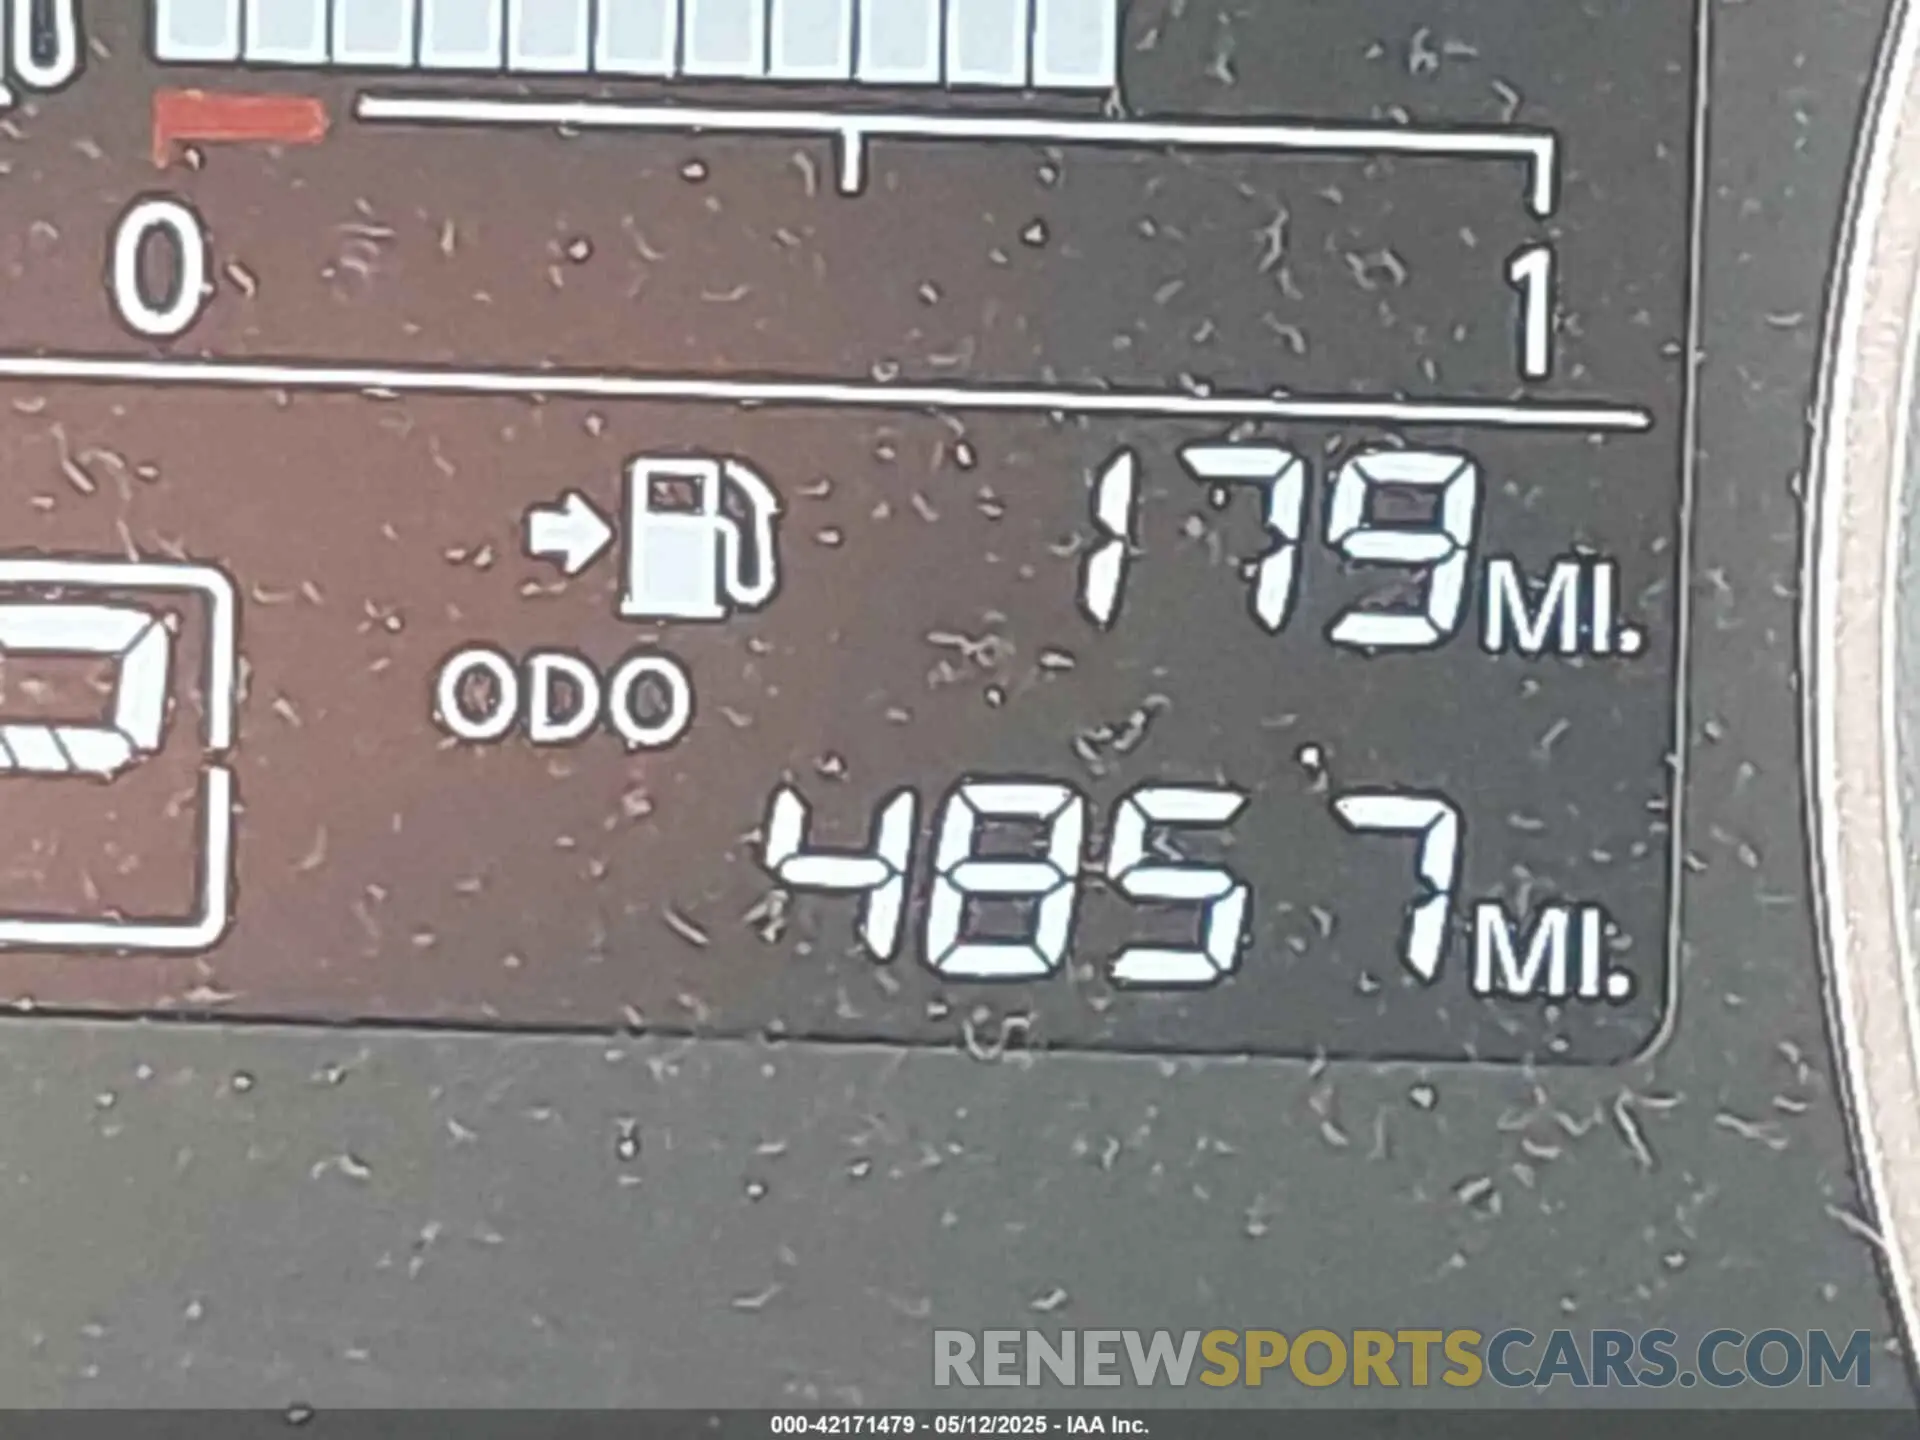 0 1
179 MI.
ODO
4857 MI.
RENEWSPORTSCARS.COM
000-42171479 - 05/12/2025 - IAA Inc.